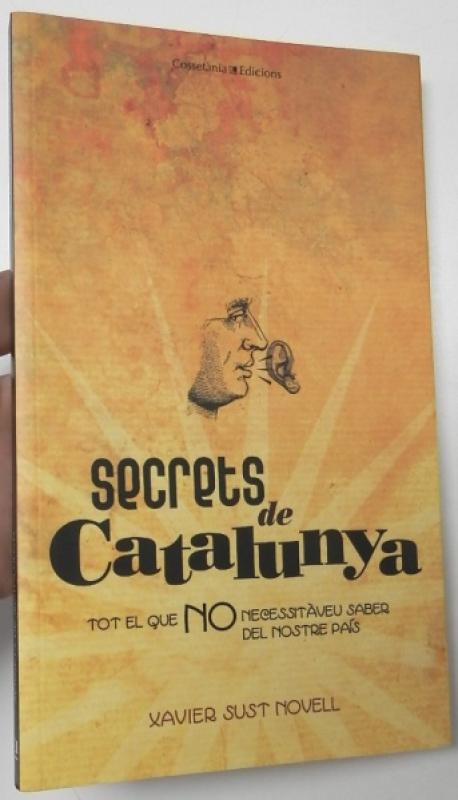 Cossetània Edicions
secrets
de
Catalunya
TOT EL QUE NO NECESSITÀVEU SABER
DEL NOSTRE PAÍS
XAVIER SUST NOVELL